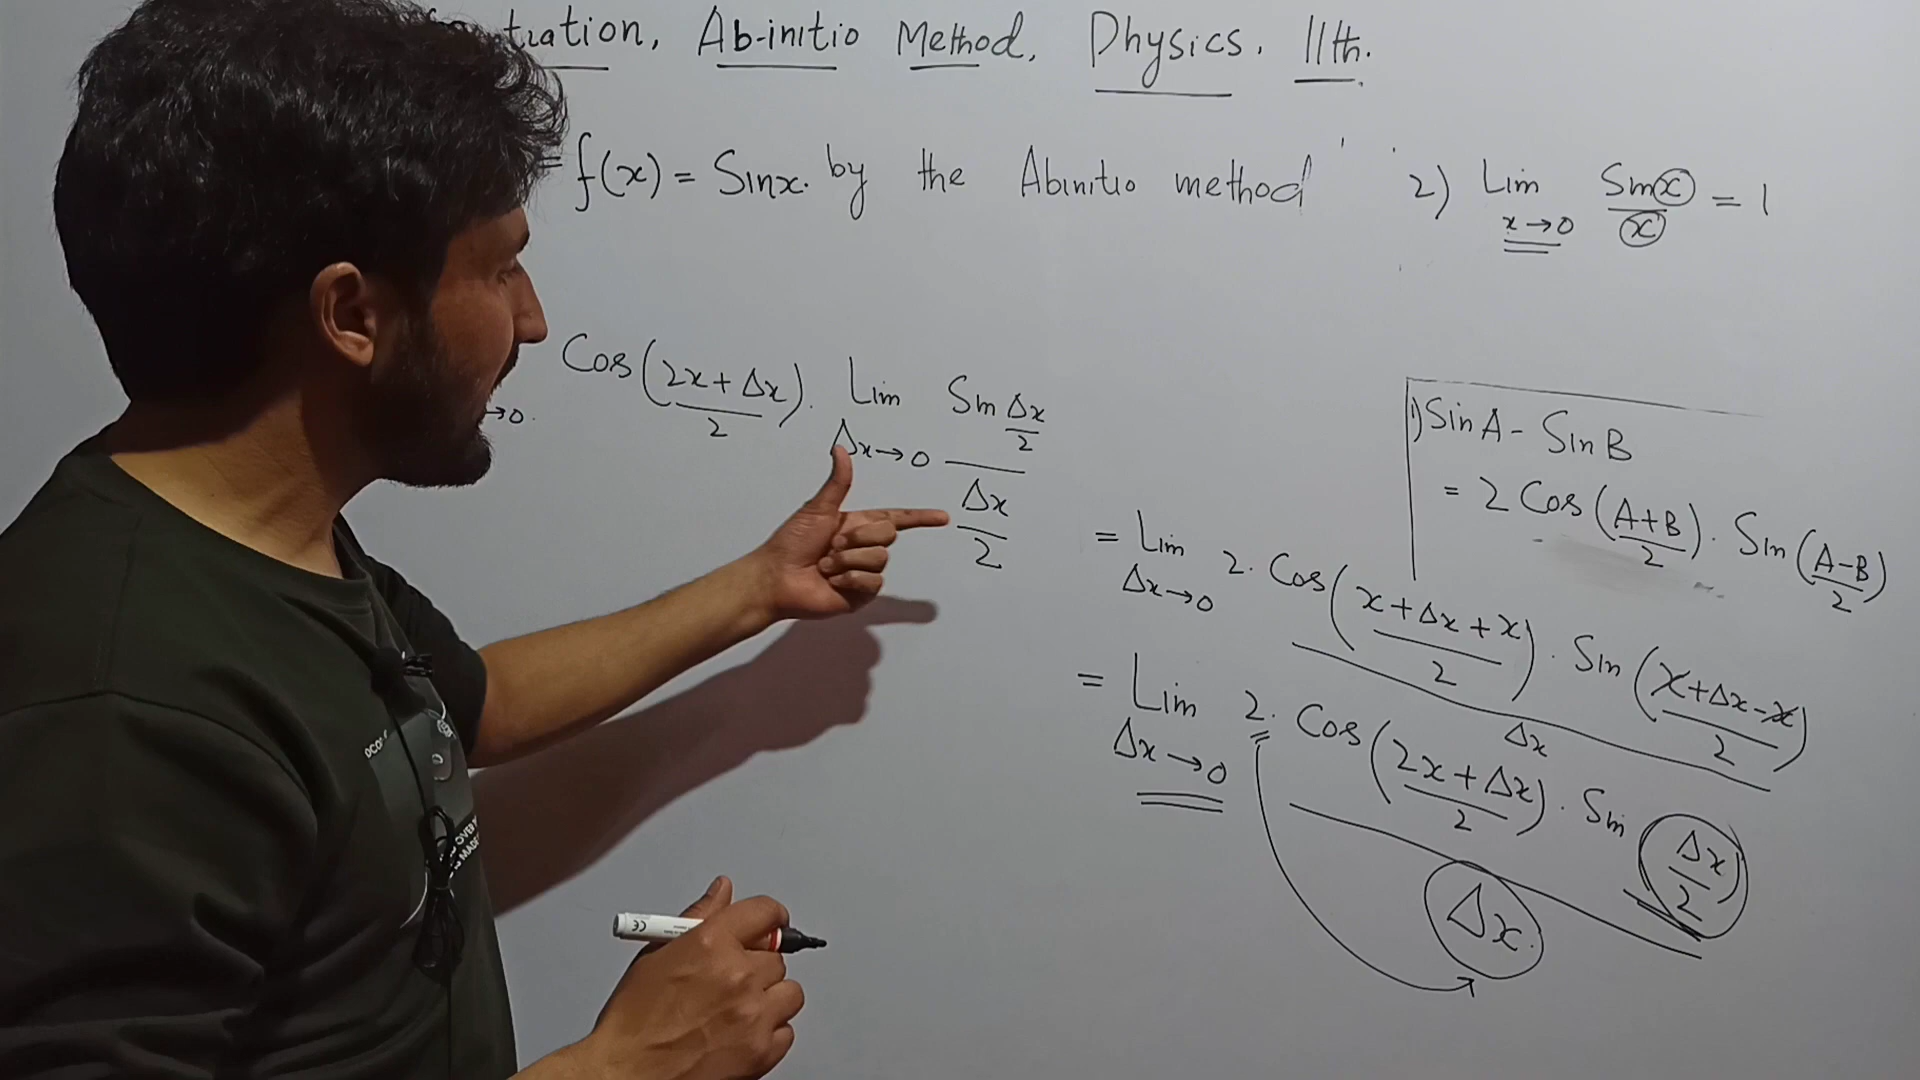 tiation, Ab-initio Method, Physics, 11th.
= f(x) = Sinx. by the Abinitio method
2) Lim x→0 Sin x / x = 1
→0. Cos (2x + Δx / 2). Lim Δx→0 Sin Δx/2 / Δx/2
1) Sin A - Sin B
= 2 Cos (A+B / 2). Sin (A-B / 2)
= Lim Δx→0 2. Cos (x + Δx + x / 2). Sin (x + Δx - x / 2) / Δx
= Lim Δx→0 2. Cos (2x + Δx / 2). Sin (Δx / 2) / Δx.
CE